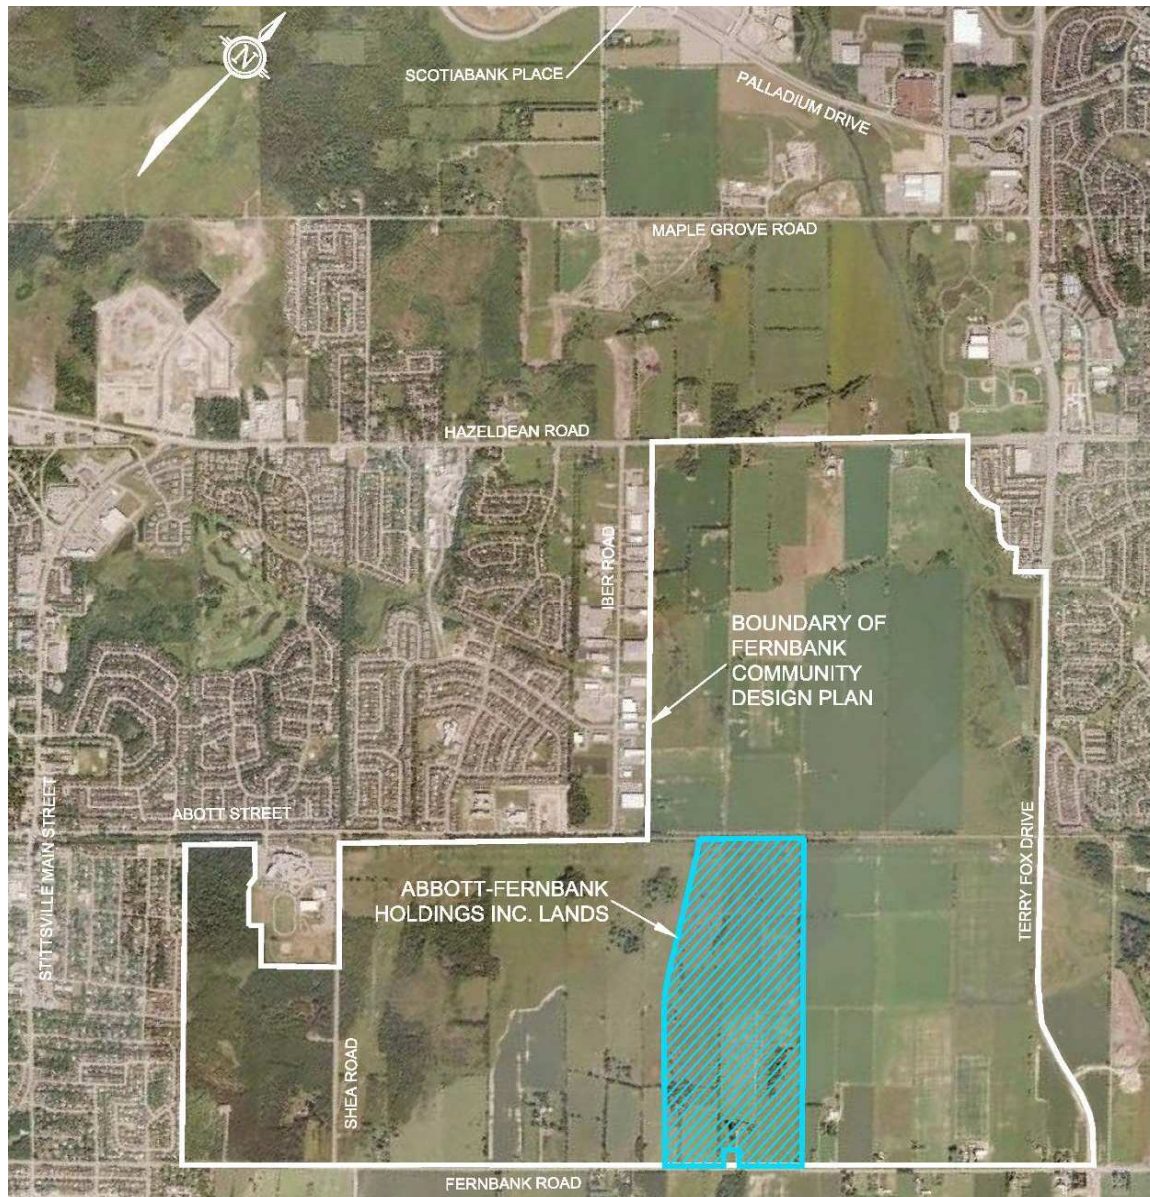 N
SCOTIABANK PLACE
PALLADIUM DRIVE
MAPLE GROVE ROAD
HAZELDEAN ROAD
IBER ROAD
BOUNDARY OF
FERNBANK
COMMUNITY
DESIGN PLAN
STITTSVILLE MAIN STREET
ABOTT STREET
TERRY FOX DRIVE
ABBOTT-FERNBANK
HOLDINGS INC. LANDS
SHEA ROAD
FERNBANK ROAD